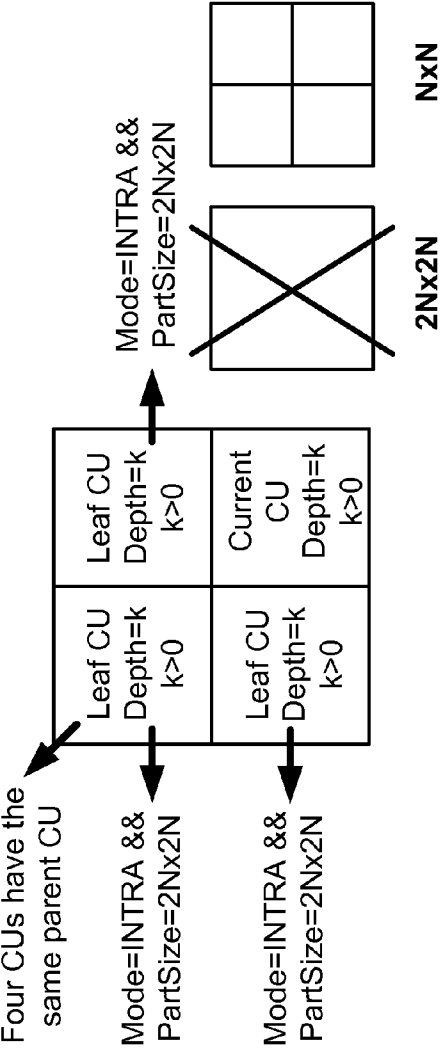 Four CUs have the
same parent CU
Mode=INTRA &&
PartSize=2Nx2N
Leaf CU
Depth=k
k>0
Leaf CU
Depth=k
k>0
Mode=INTRA &&
PartSize=2Nx2N
Mode=INTRA &&
PartSize=2Nx2N
Leaf CU
Depth=k
k>0
Current
CU
Depth=k
k>0
2Nx2N
NxN